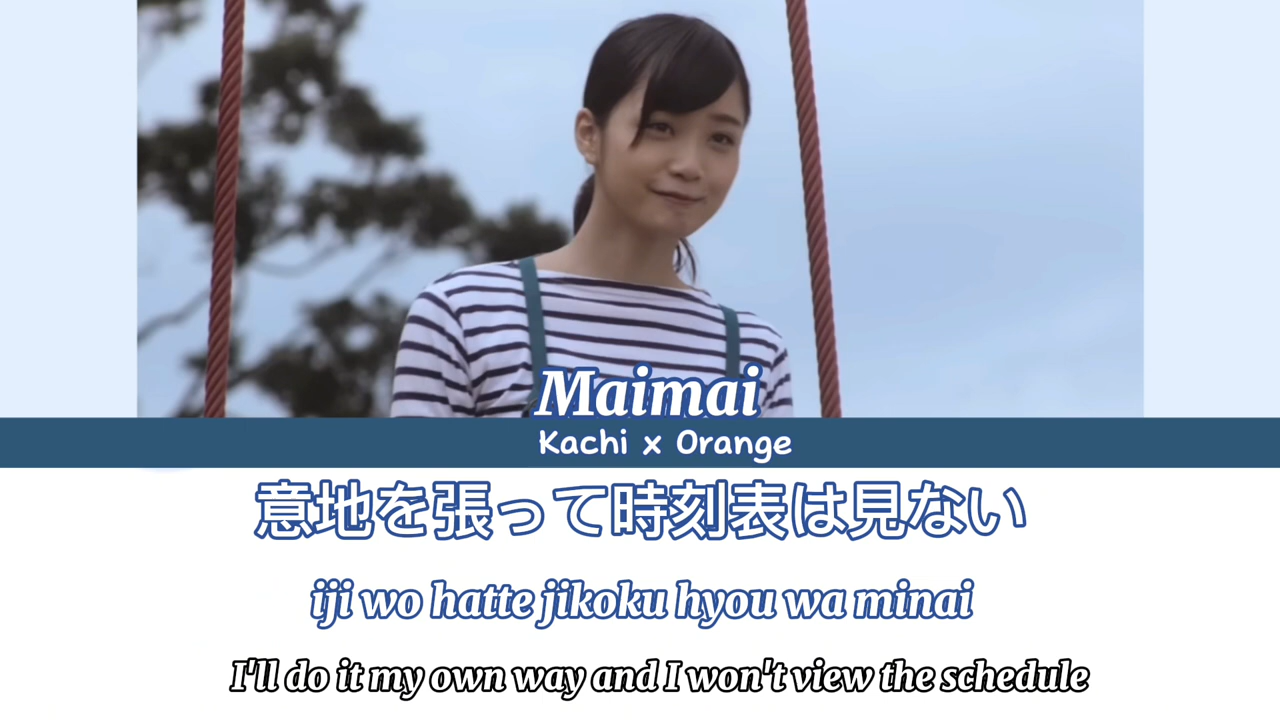 Maimai
Kachi x Orange
意地を張って時刻表は見ない
iji wo hatte jikoku hyou wa minai
I'll do it my own way and I won't view the schedule